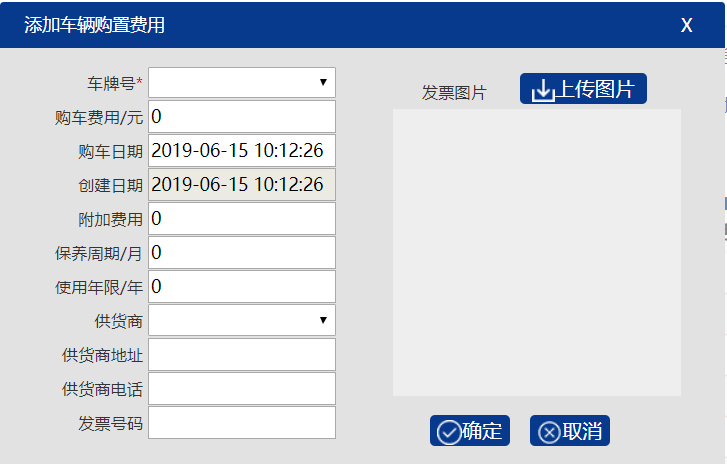 添加车辆购置费用 X
车牌号*
购车费用/元 0
购车日期 2019-06-15 10:12:26
创建日期 2019-06-15 10:12:26
附加费用 0
保养周期/月 0
使用年限/年 0
供货商
供货商地址
供货商电话
发票号码
发票图片 上传图片
确定 取消